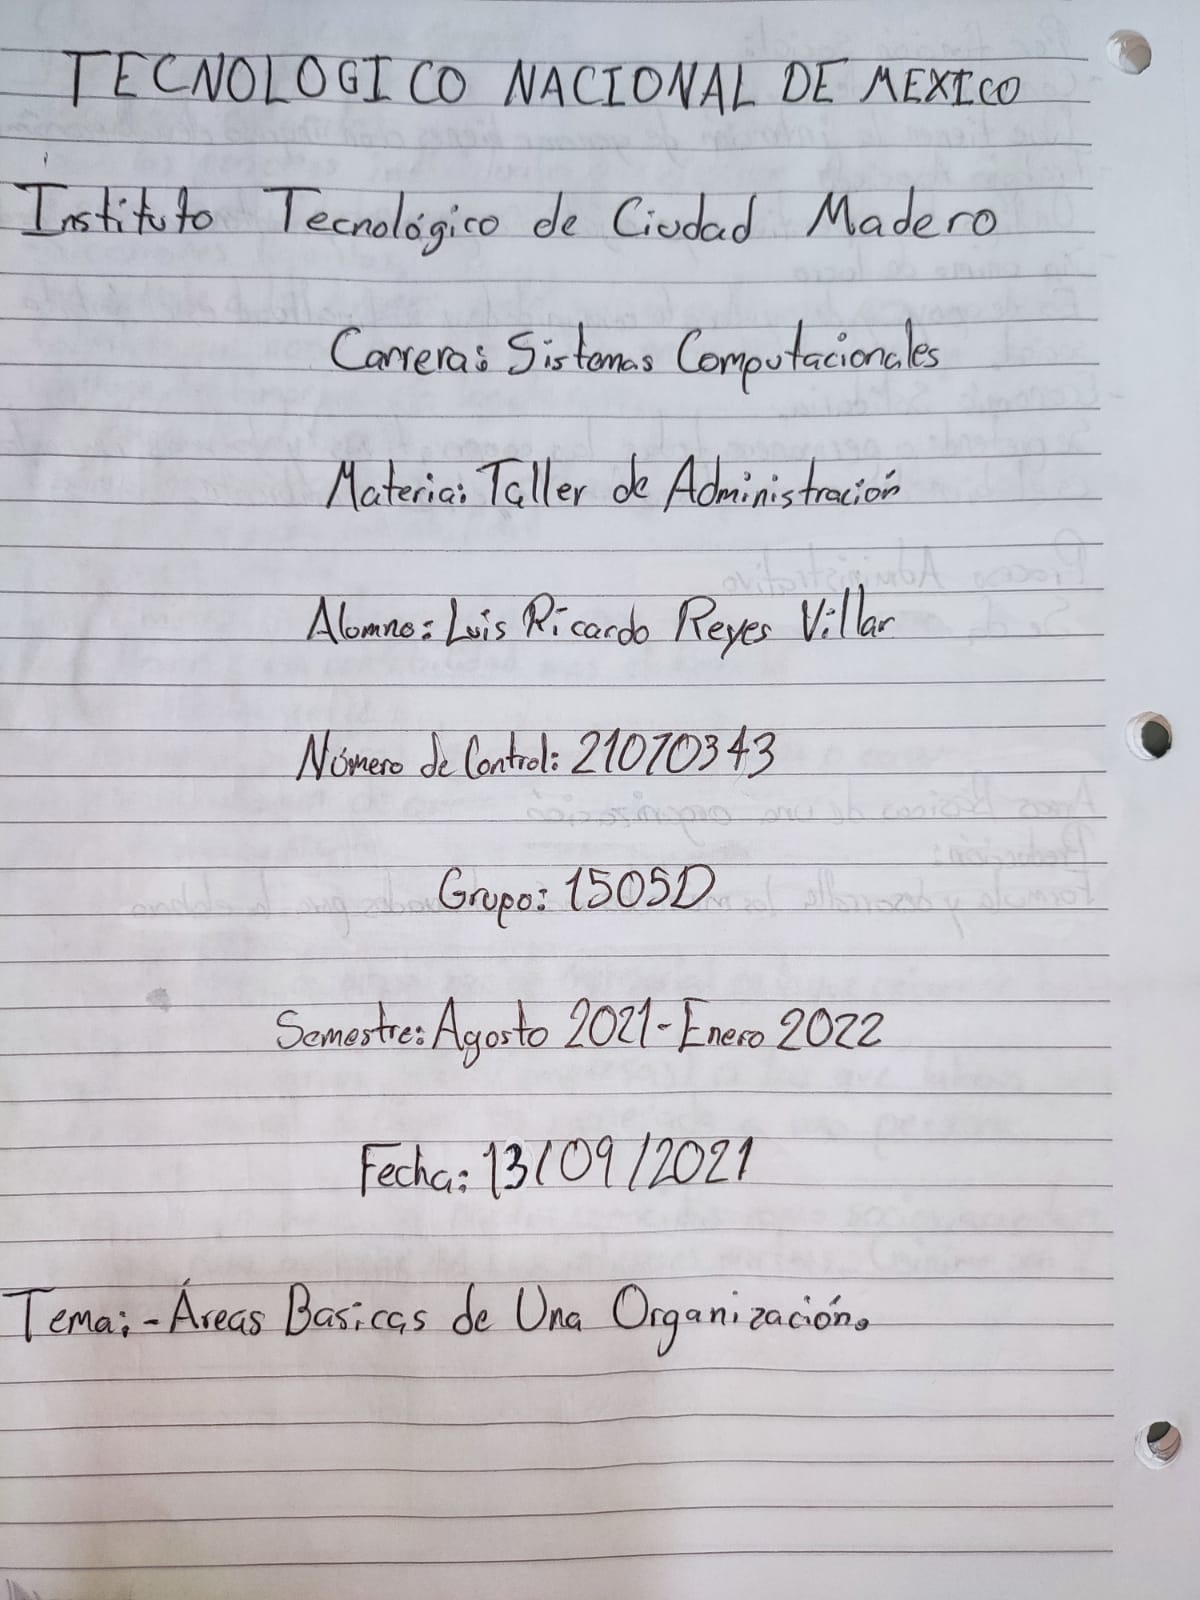 TECNOLOGICO NACIONAL DE MEXICO
Instituto Tecnológico de Ciudad Madero
Carrera: Sistemas Computacionales
Materia: Taller de Administración
Alumno: Luis Ricardo Reyes Villar
Número de Control: 21070343
Grupo: 1505D
Semestre: Agosto 2021-Enero 2022
Fecha: 13/09/2021
Tema: -Áreas Basicas de Una Organización.